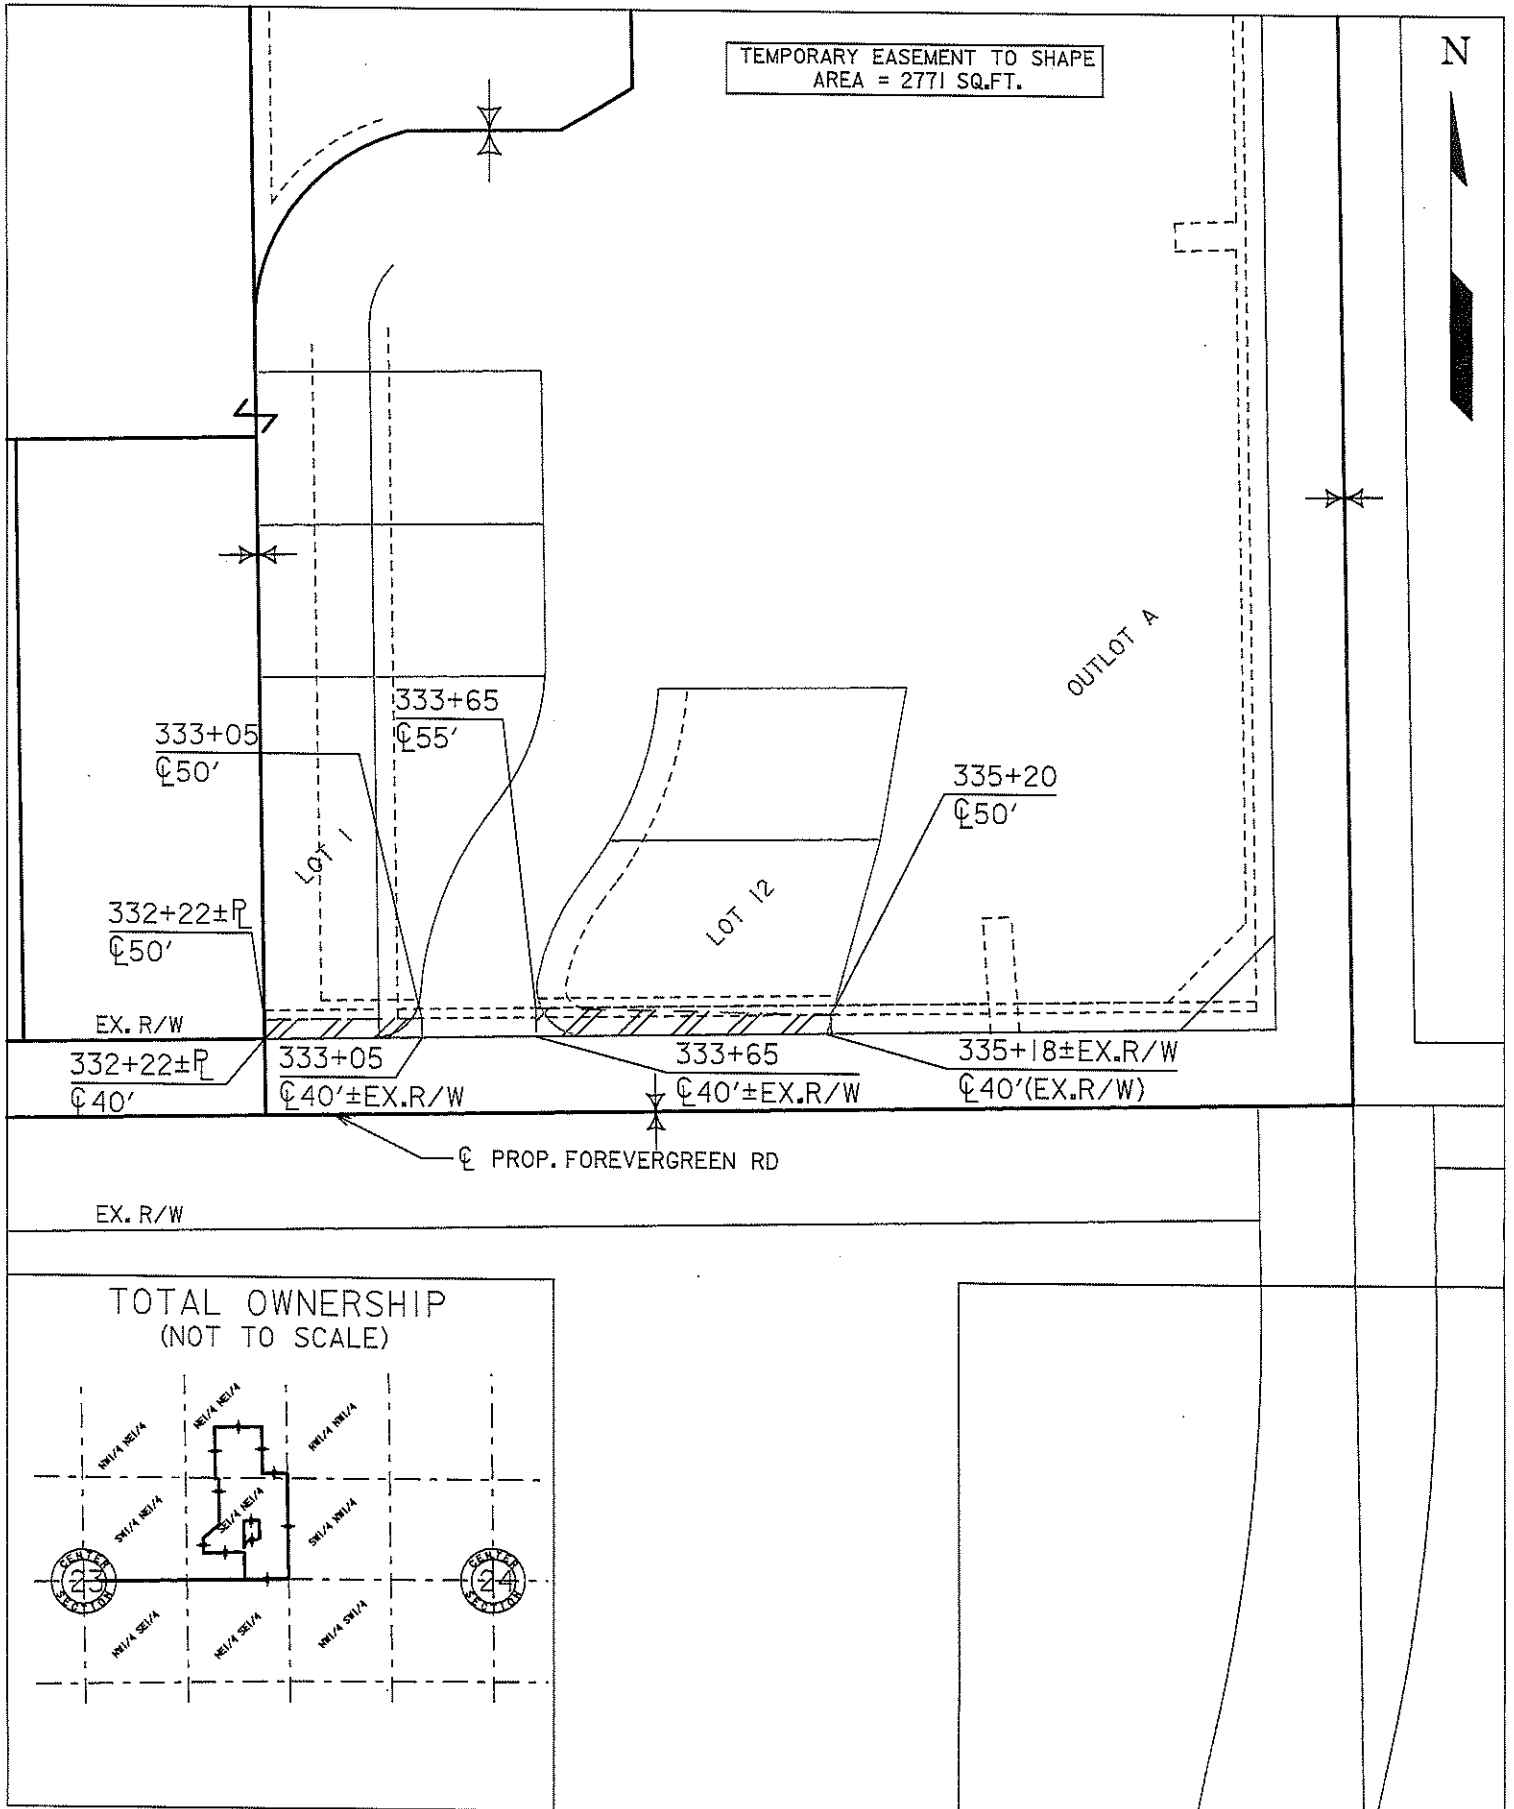 TEMPORARY EASEMENT TO SHAPE
AREA = 2771 SQ.FT.
N
OUTLOT A
333+65
℄55'
333+05
℄50'
335+20
℄50'
LOT 1
LOT 12
332+22±PL
℄50'
EX. R/W
332+22±PL
℄40'
333+05
℄40'±EX.R/W
333+65
℄40'±EX.R/W
335+18±EX.R/W
℄40'(EX.R/W)
℄ PROP. FOREVERGREEN RD
EX. R/W
TOTAL OWNERSHIP
(NOT TO SCALE)
NW1/4 NE1/4
NE1/4 NE1/4
NW1/4 NW1/4
SW1/4 NE1/4
SE1/4 NE1/4
SW1/4 NW1/4
CENTER
23
SECTION
CENTER
24
SECTION
NW1/4 SE1/4
NE1/4 SE1/4
NW1/4 SW1/4